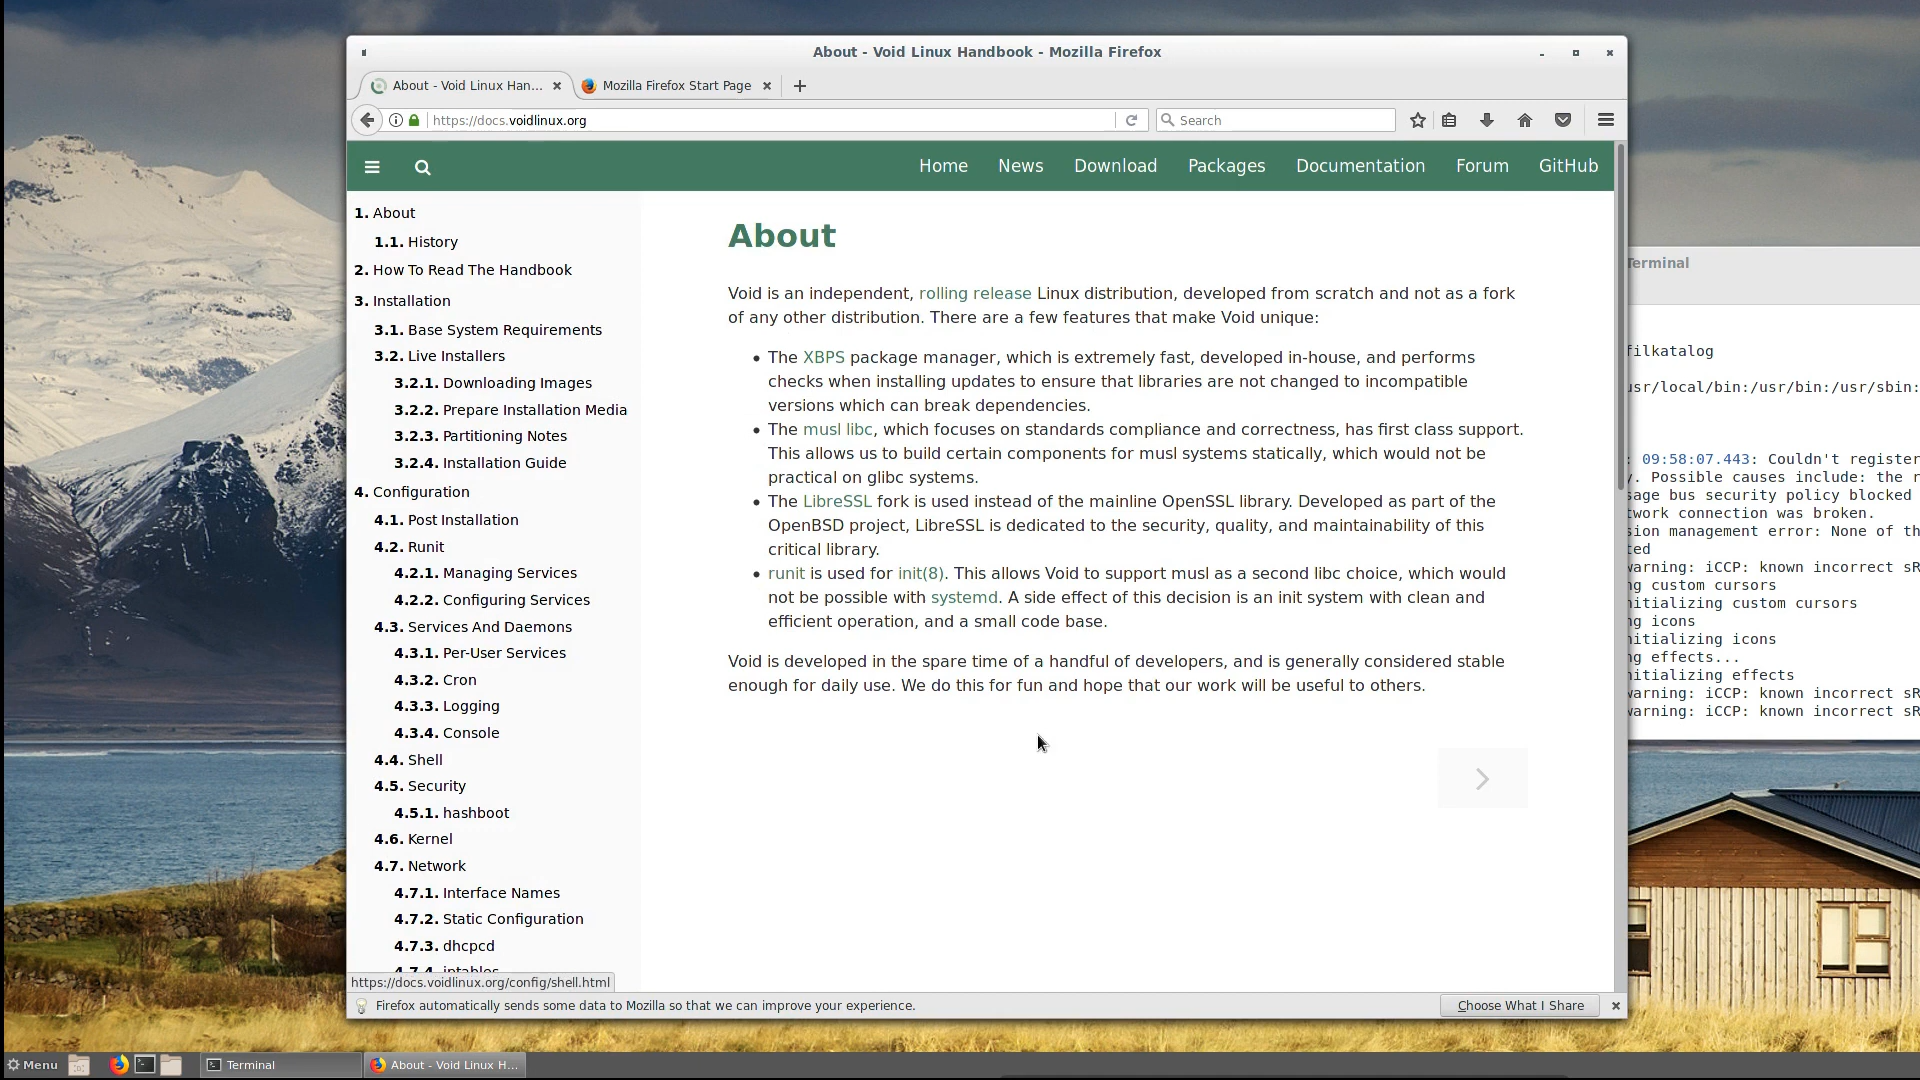 About - Void Linux Handbook - Mozilla Firefox
About - Void Linux Han...
Mozilla Firefox Start Page
https://docs.voidlinux.org
Search
Home News Download Packages Documentation Forum GitHub
1. About
1.1. History
2. How To Read The Handbook
3. Installation
3.1. Base System Requirements
3.2. Live Installers
3.2.1. Downloading Images
3.2.2. Prepare Installation Media
3.2.3. Partitioning Notes
3.2.4. Installation Guide
4. Configuration
4.1. Post Installation
4.2. Runit
4.2.1. Managing Services
4.2.2. Configuring Services
4.3. Services And Daemons
4.3.1. Per-User Services
4.3.2. Cron
4.3.3. Logging
4.3.4. Console
4.4. Shell
4.5. Security
4.5.1. hashboot
4.6. Kernel
4.7. Network
4.7.1. Interface Names
4.7.2. Static Configuration
4.7.3. dhcpcd
4.7.4. iptables
https://docs.voidlinux.org/config/shell.html
About
Void is an independent, rolling release Linux distribution, developed from scratch and not as a fork
of any other distribution. There are a few features that make Void unique:
• The XBPS package manager, which is extremely fast, developed in-house, and performs
checks when installing updates to ensure that libraries are not changed to incompatible
versions which can break dependencies.
• The musl libc, which focuses on standards compliance and correctness, has first class support.
This allows us to build certain components for musl systems statically, which would not be
practical on glibc systems.
• The LibreSSL fork is used instead of the mainline OpenSSL library. Developed as part of the
OpenBSD project, LibreSSL is dedicated to the security, quality, and maintainability of this
critical library.
• runit is used for init(8). This allows Void to support musl as a second libc choice, which would
not be possible with systemd. A side effect of this decision is an init system with clean and
efficient operation, and a small code base.
Void is developed in the spare time of a handful of developers, and is generally considered stable
enough for daily use. We do this for fun and hope that our work will be useful to others.
Firefox automatically sends some data to Mozilla so that we can improve your experience.
Choose What I Share
Terminal
filkatalog
usr/local/bin:/usr/bin:/usr/sbin:
: 09:58:07.443: Couldn't register
y. Possible causes include: the r
sage bus security policy blocked
twork connection was broken.
sion management error: None of th
ted
warning: iCCP: known incorrect sR
ng custom cursors
nitializing custom cursors
ng icons
nitializing icons
ng effects...
nitializing effects
warning: iCCP: known incorrect sR
warning: iCCP: known incorrect sR
Menu
Terminal
About - Void Linux H...